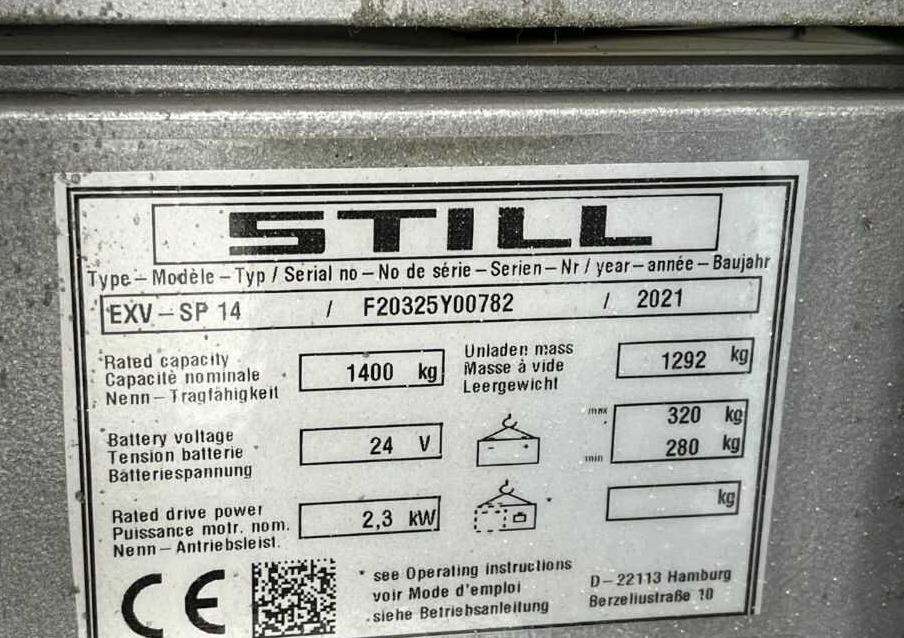 STILL
Type – Modèle – Typ / Serial no – No de série – Serien – Nr / year – année – Baujahr
EXV – SP 14 / F20325Y00782 / 2021
Rated capacity
Capacité nominale
Nenn – Tragfähigkeit
1400 kg
Unladen mass
Masse à vide
Leergewicht
1292 kg
Battery voltage
Tension batterie
Batteriespannung
24 V
- +
max 320 kg
min 280 kg
Rated drive power
Puissance motr. nom.
Nenn – Antriebsleist.
2,3 kW
*
kg
CE
* see Operating instructions
voir Mode d'emploi
siehe Betriebsanleitung
D – 22113 Hamburg
Berzeliustraße 10